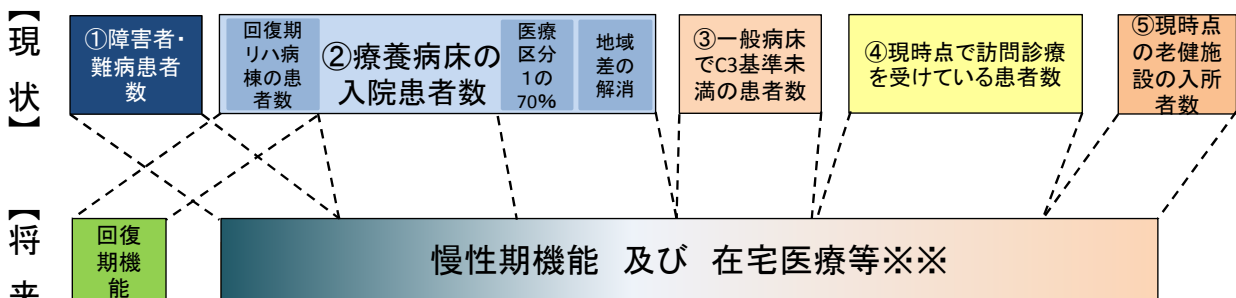 【現状】
①障害者・
難病患者
数
回復期
リハ病
棟の患
者数
②療養病床の
入院患者数
医療
区分
1の
70%
地域
差の
解消
③一般病床
でC3基準未
満の患者数
④現時点で訪問診療
を受けている患者数
⑤現時点
の老健施
設の入所
者数
【将来
回復
期機
能
慢性期機能 及び 在宅医療等※※